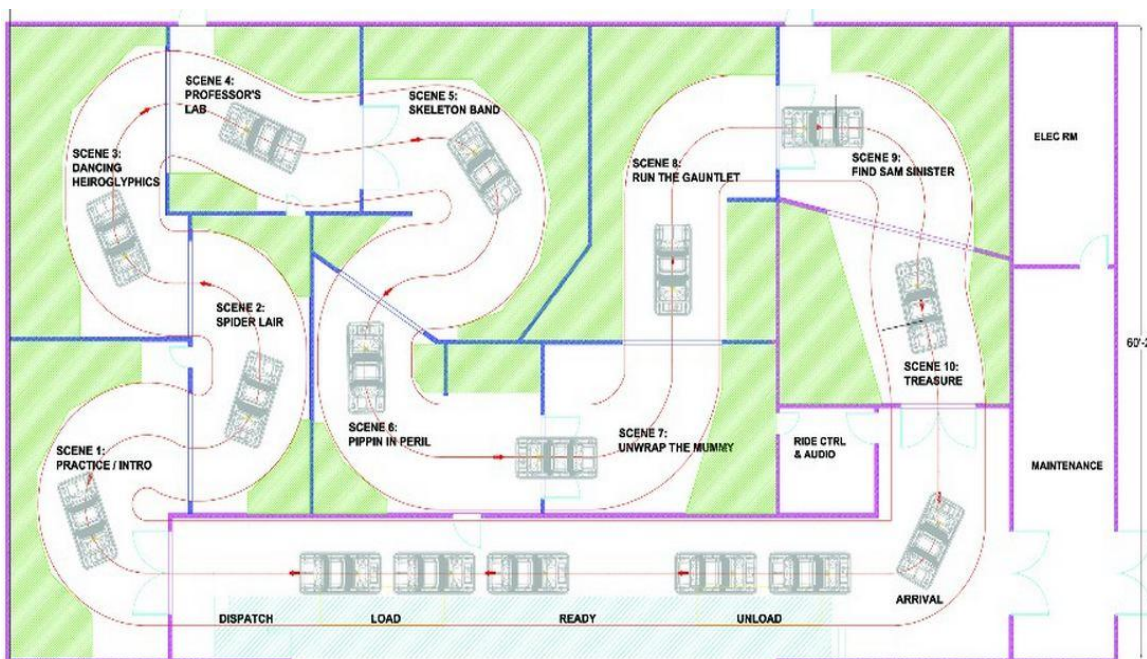 SCENE 4:
PROFESSOR'S
LAB
SCENE 5:
SKELETON BAND
SCENE 3:
DANCING
HEIROGLYPHICS
SCENE 8:
RUN THE GAUNTLET
SCENE 9:
FIND SAM SINISTER
ELEC RM
SCENE 2:
SPIDER LAIR
SCENE 10:
TREASURE
SCENE 6:
PIPPIN IN PERIL
SCENE 7:
UNWRAP THE MUMMY
SCENE 1:
PRACTICE / INTRO
RIDE CTRL
& AUDIO
MAINTENANCE
ARRIVAL
DISPATCH
LOAD
READY
UNLOAD